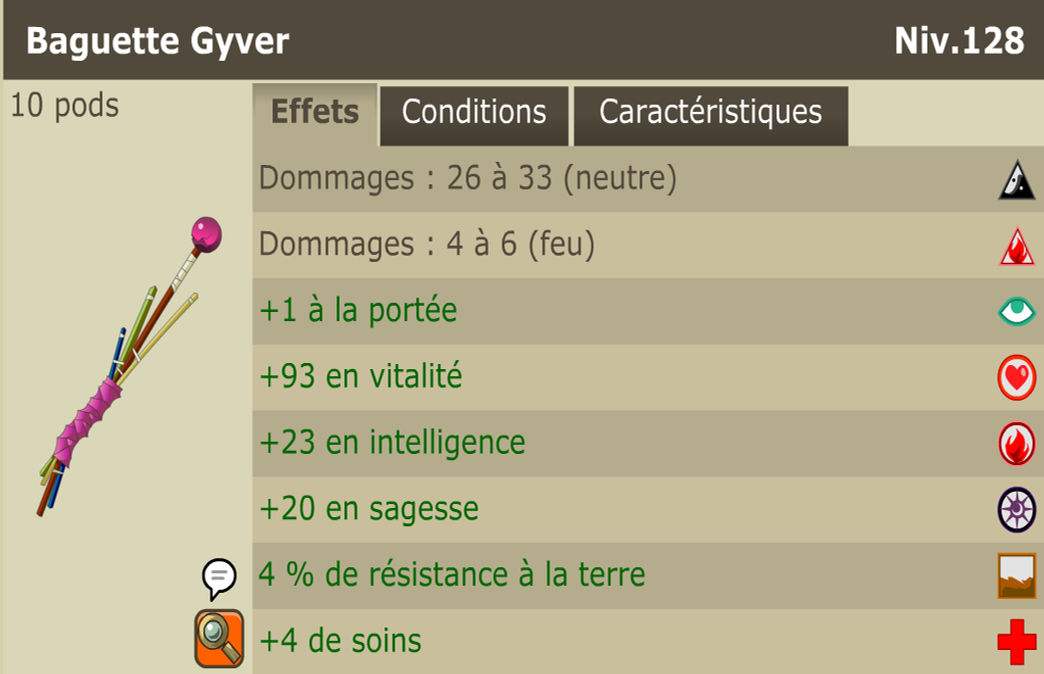 Baguette Gyver
Niv.128
10 pods
Effets
Conditions
Caractéristiques
Dommages : 26 à 33 (neutre)
Dommages : 4 à 6 (feu)
+1 à la portée
+93 en vitalité
+23 en intelligence
+20 en sagesse
4 % de résistance à la terre
+4 de soins